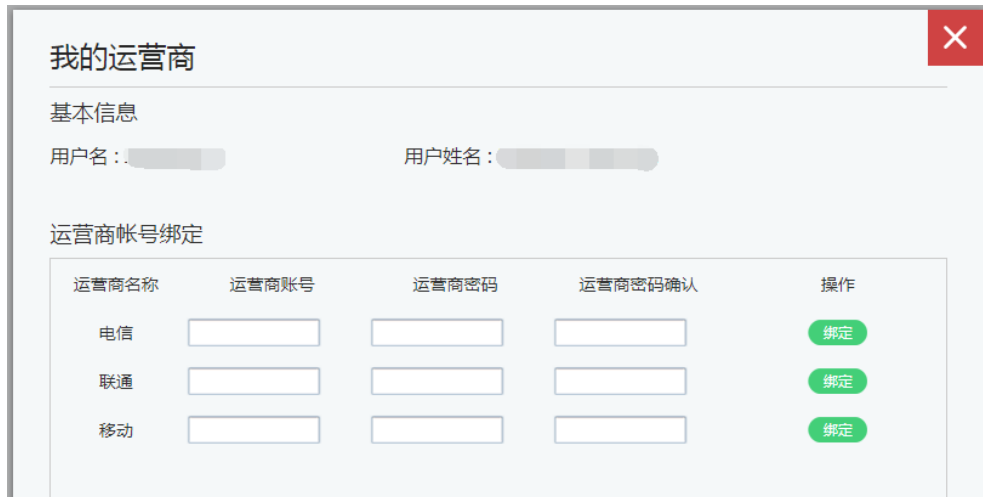 我的运营商
基本信息
用户名： 用户姓名：
运营商帐号绑定
运营商名称 运营商账号 运营商密码 运营商密码确认 操作
电信 绑定
联通 绑定
移动 绑定